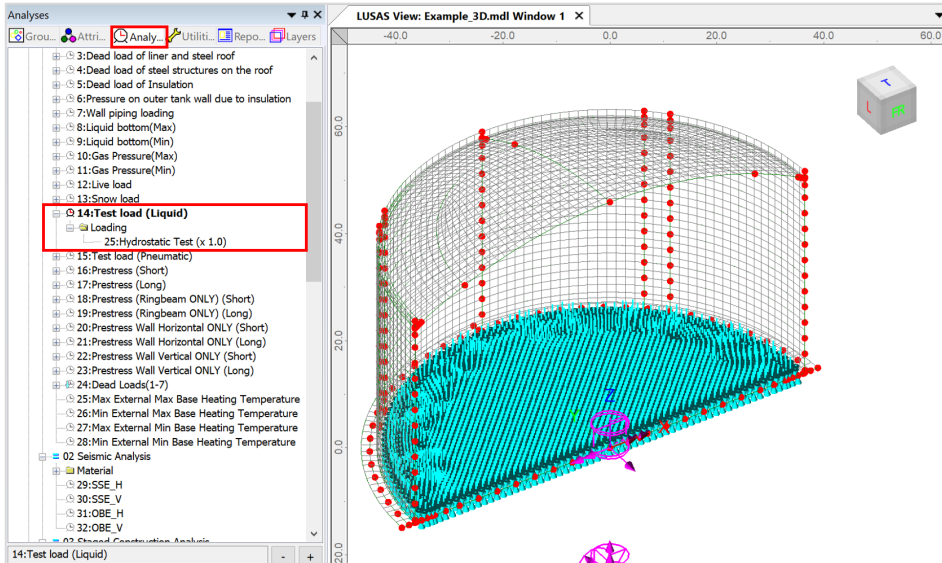 Analyses
Grou...
Attri...
Analy...
Utiliti...
Repo...
Layers
3:Dead load of liner and steel roof
4:Dead load of steel structures on the roof
5:Dead load of Insulation
6:Pressure on outer tank wall due to insulation
7:Wall piping loading
8:Liquid bottom(Max)
9:Liquid bottom(Min)
10:Gas Pressure(Max)
11:Gas Pressure(Min)
12:Live load
13:Snow load
14:Test load (Liquid)
Loading
25:Hydrostatic Test (x 1.0)
15:Test load (Pneumatic)
16:Prestress (Short)
17:Prestress (Long)
18:Prestress (Ringbeam ONLY) (Short)
19:Prestress (Ringbeam ONLY) (Long)
20:Prestress Wall Horizontal ONLY (Short)
21:Prestress Wall Horizontal ONLY (Long)
22:Prestress Wall Vertical ONLY (Short)
23:Prestress Wall Vertical ONLY (Long)
24:Dead Loads(1-7)
25:Max External Max Base Heating Temperature
26:Min External Max Base Heating Temperature
27:Max External Min Base Heating Temperature
28:Min External Min Base Heating Temperature
02 Seismic Analysis
Material
29:SSE_H
30:SSE_V
31:OBE_H
32:OBE_V
03 Staged Construction Analysis
14:Test load (Liquid)
- +
LUSAS View: Example_3D.mdl Window 1 X
-40.0 -20.0 0.0 20.0 40.0 60.0
60.0
40.0
20.0
0.0
20.0
T
L
Z
Y
X